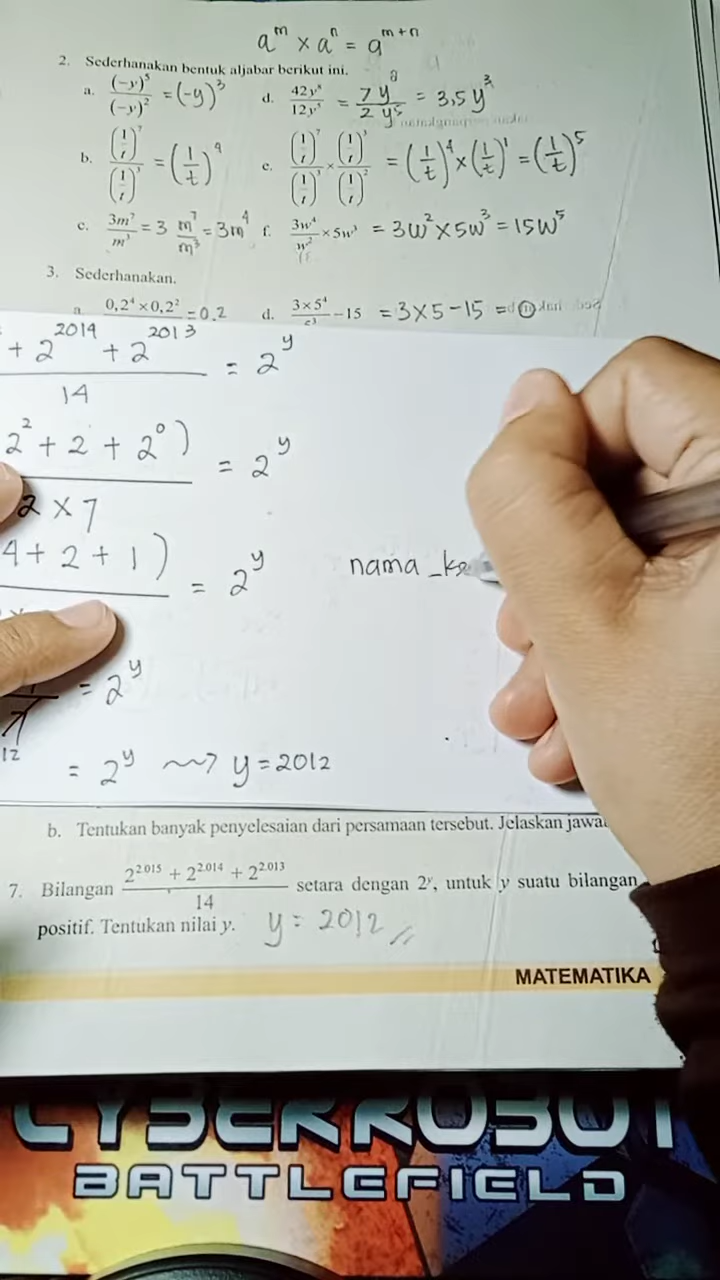 a^m × a^n = a^(m+n)
2. Sederhanakan bentuk aljabar berikut ini.
a. (-y)^5/(-y)^2 = (-y)^3 d. 42y^8/12y^5 = 7 y^8/2 y^5 = 3,5 y^3
b. (1/t)^7/(1/t)^3 = (1/t)^4 e. (1/t)^7/(1/t)^3 × (1/t)^3/(1/t)^2 = (1/t)^4 × (1/t)^1 = (1/t)^5
c. 3m^7/m^3 = 3 m^7/m^3 = 3m^4 f. 3w^4/w^2 × 5w^3 = 3w^2 × 5w^3 = 15w^5
3. Sederhanakan.
a. 0,2^4 × 0,2^2 = 0.2 d. 3 × 5^4 – 15 = 3 × 5 – 15 = 0
+ 2^2014 + 2^2013/14 = 2^y
2^2 + 2 + 2^0)/2 × 7 = 2^y
4 + 2 + 1) = 2^y
nama _ke
= 2^y
12 = 2^y ⇝ y = 2012
b. Tentukan banyak penyelesaian dari persamaan tersebut. Jelaskan
7. Bilangan 2^2.015 + 2^2.014 + 2^2.013/14 setara dengan 2^y, untuk y suatu bilangan
positif. Tentukan nilai y. y = 2012 //
MATEMATIKA
CYBERROBOT
BATTLEFIELD